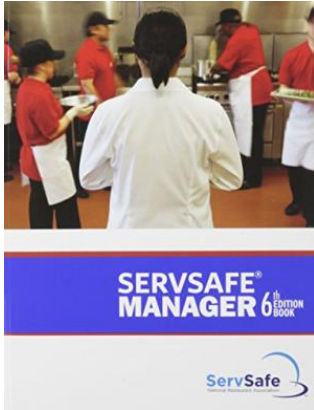 SERVSAFE®
MANAGER 6th EDITION BOOK
ServSafe
National Restaurant Association